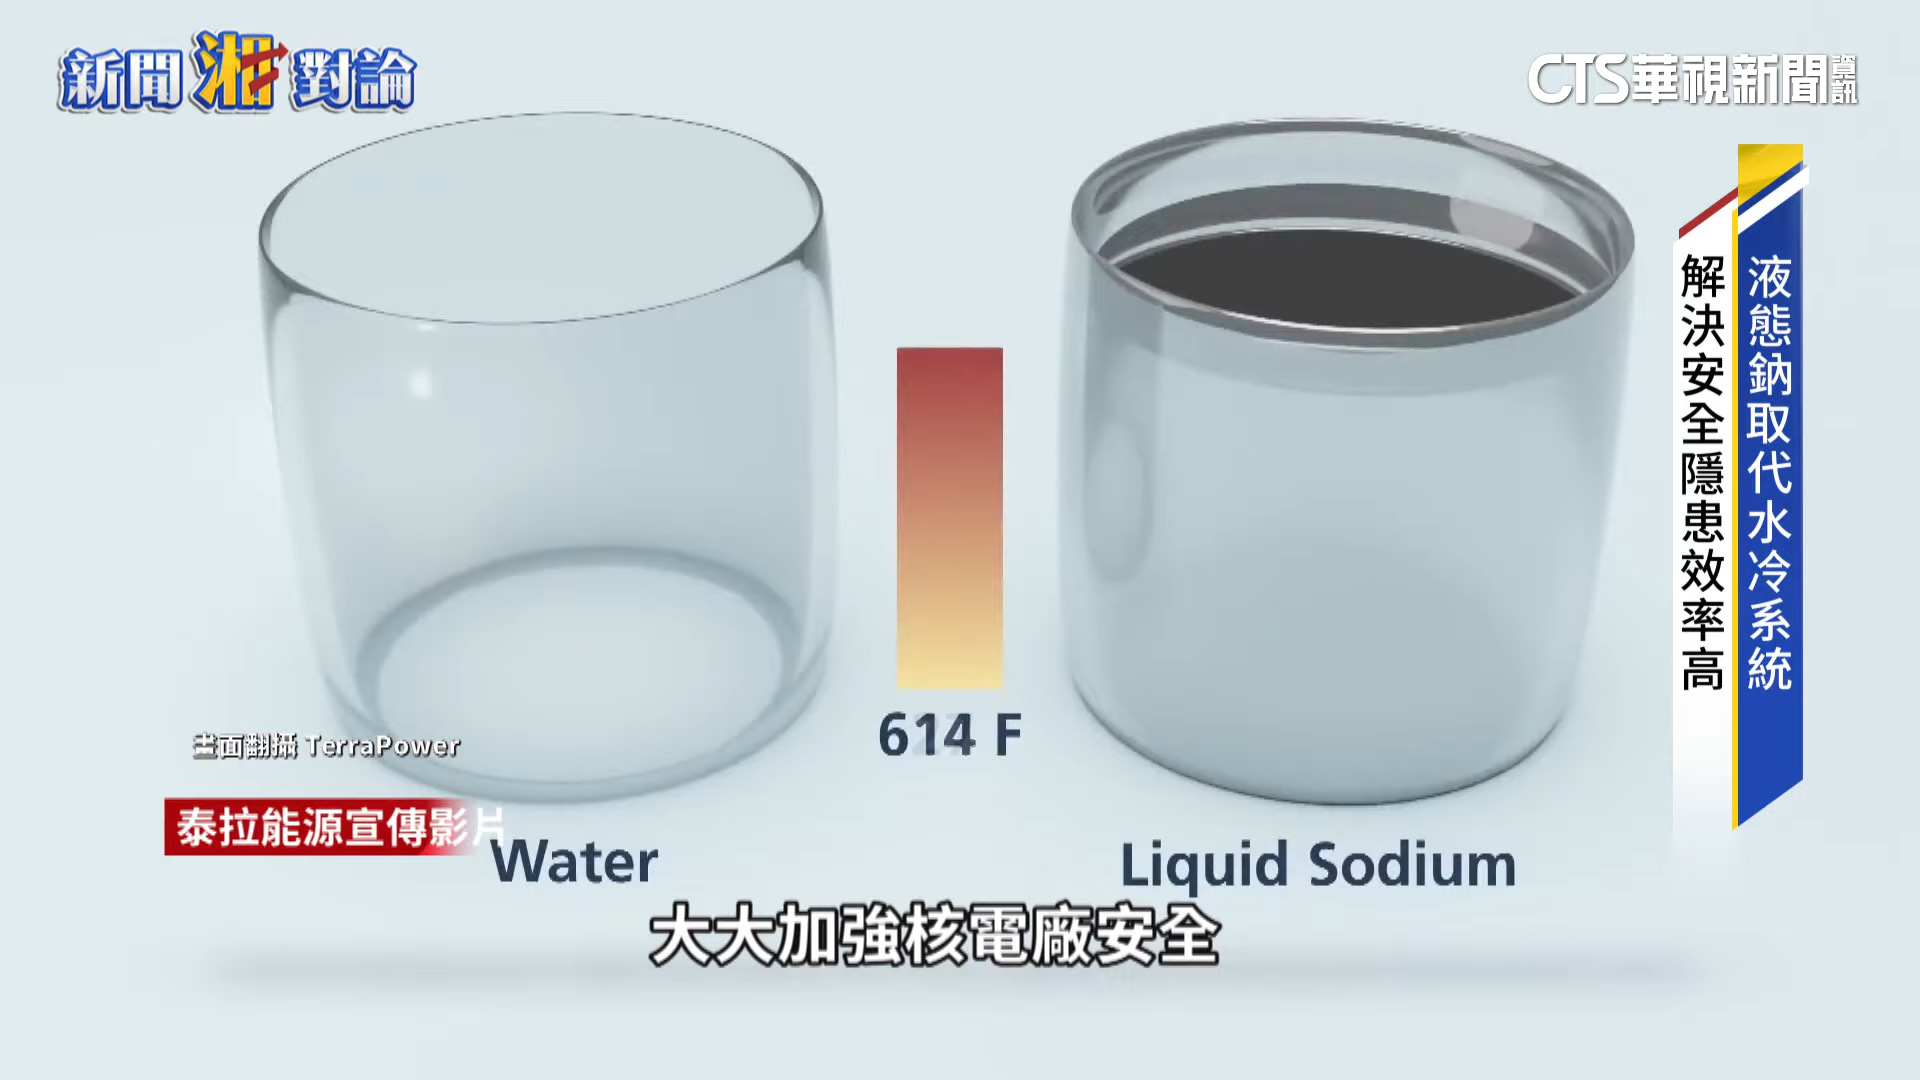 新聞湘對論
CTS華視新聞資訊
液態鈉取代水冷系統
解決安全隱患效率高
614 F
畫面翻攝 TerraPower
泰拉能源宣傳影片
Water
Liquid Sodium
大大加強核電廠安全